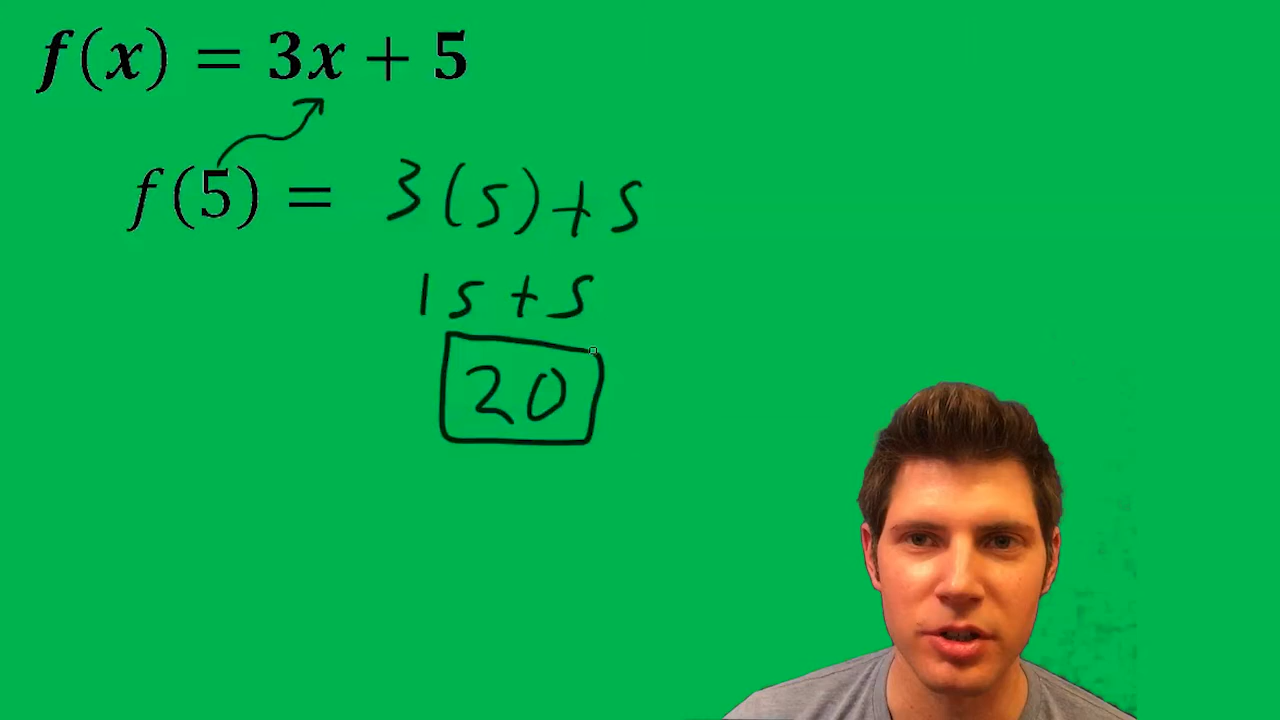 f(x) = 3x + 5
f(5) = 3(5)+5
15+5
20